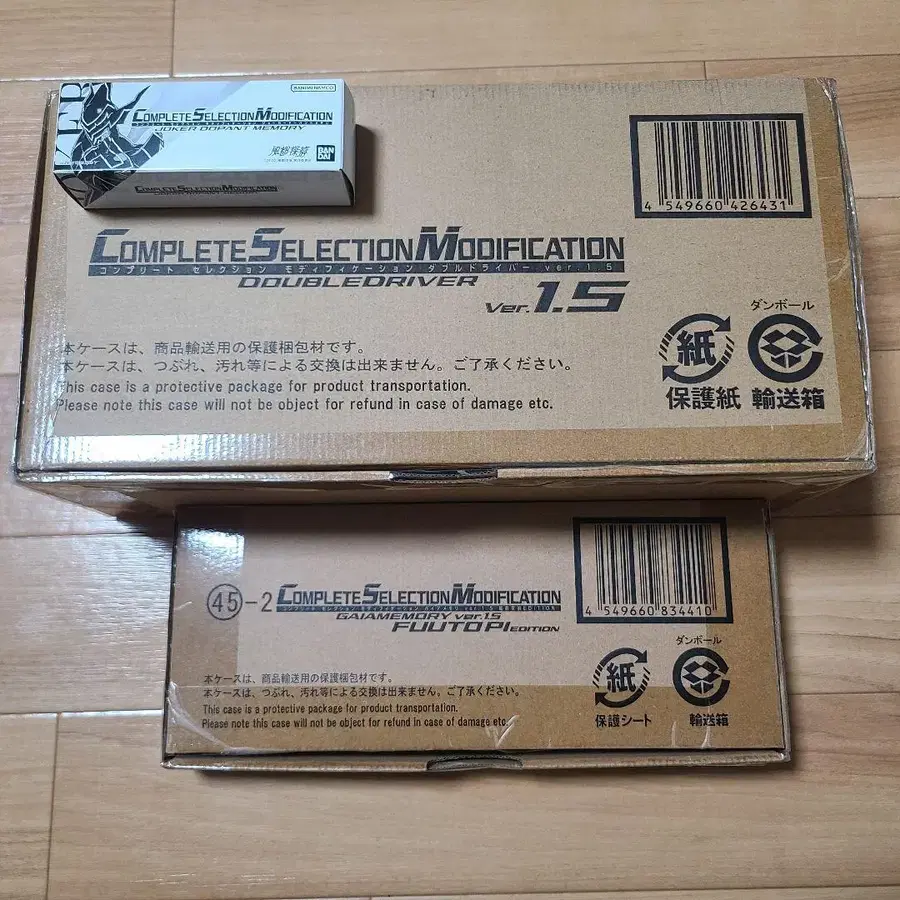 BANDAI NAMCO
COMPLETE SELECTION MODIFICATION
JOKER DOPANT MEMORY
風都探偵
BAN
DAI
COMPLETE SELECTION MODIFICATION
4 549660 426431
COMPLETE SELECTION MODIFICATION
コンプリート セレクション モディフィケーション ダブルドライバー ver.1.5
DOUBLEDRIVER
Ver.1.5
ダンボール
紙
本ケースは、商品輸送用の保護梱包材です。
本ケースは、つぶれ、汚れ等による交換は出来ません。ご了承ください。
This case is a protective package for product transportation.
Please note this case will not be object for refund in case of damage etc.
保護紙 輸送箱
4 549660 834410
㊺-2 COMPLETE SELECTION MODIFICATION
GAIAMEMORY ver.1.5
FUUTO PI EDITION
ダンボール
紙
本ケースは、商品輸送用の保護梱包材です。
本ケースは、つぶれ、汚れ等による交換は出来ません。ご了承ください。
This case is a protective package for product transportation.
Please note this case will not be object for refund in case of damage etc.
保護シート 輸送箱